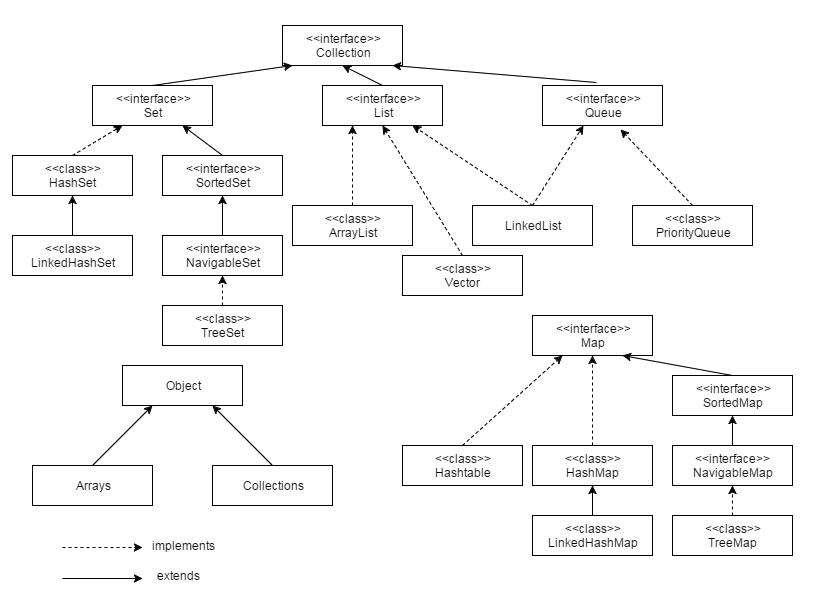 <<interface>>
Collection
<<interface>>
Set
<<interface>>
List
<<interface>>
Queue
<<class>>
HashSet
<<interface>>
SortedSet
<<class>>
ArrayList
LinkedList
<<class>>
PriorityQueue
<<class>>
LinkedHashSet
<<interface>>
NavigableSet
<<class>>
Vector
<<class>>
TreeSet
<<interface>>
Map
Object
<<interface>>
SortedMap
<<class>>
Hashtable
<<class>>
HashMap
<<interface>>
NavigableMap
Arrays
Collections
<<class>>
LinkedHashMap
<<class>>
TreeMap
implements
extends